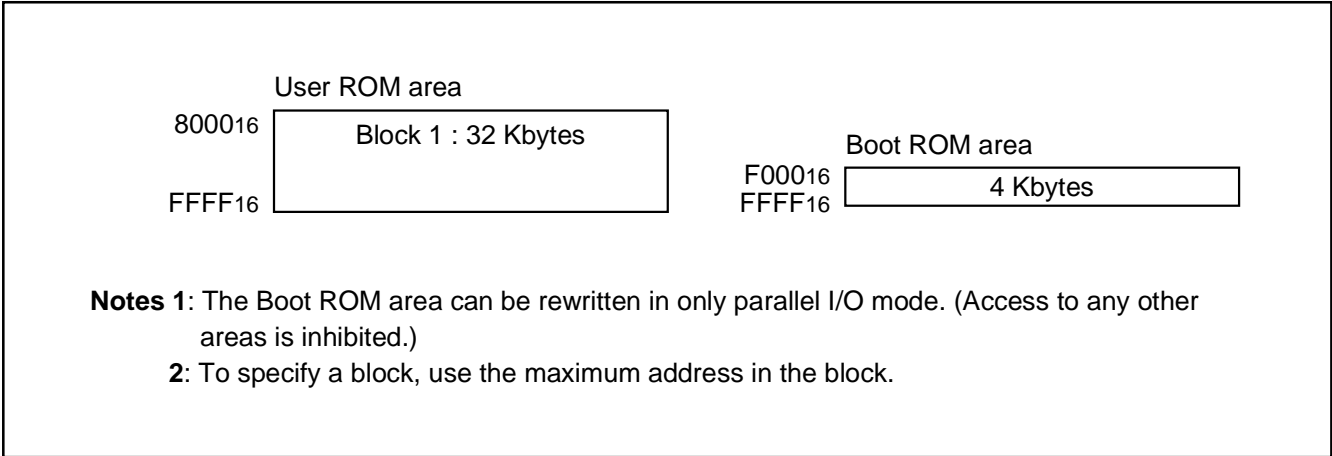 User ROM area
800016
Block 1 : 32 Kbytes
FFFF16
Boot ROM area
F00016
4 Kbytes
FFFF16
Notes 1: The Boot ROM area can be rewritten in only parallel I/O mode. (Access to any other
areas is inhibited.)
2: To specify a block, use the maximum address in the block.